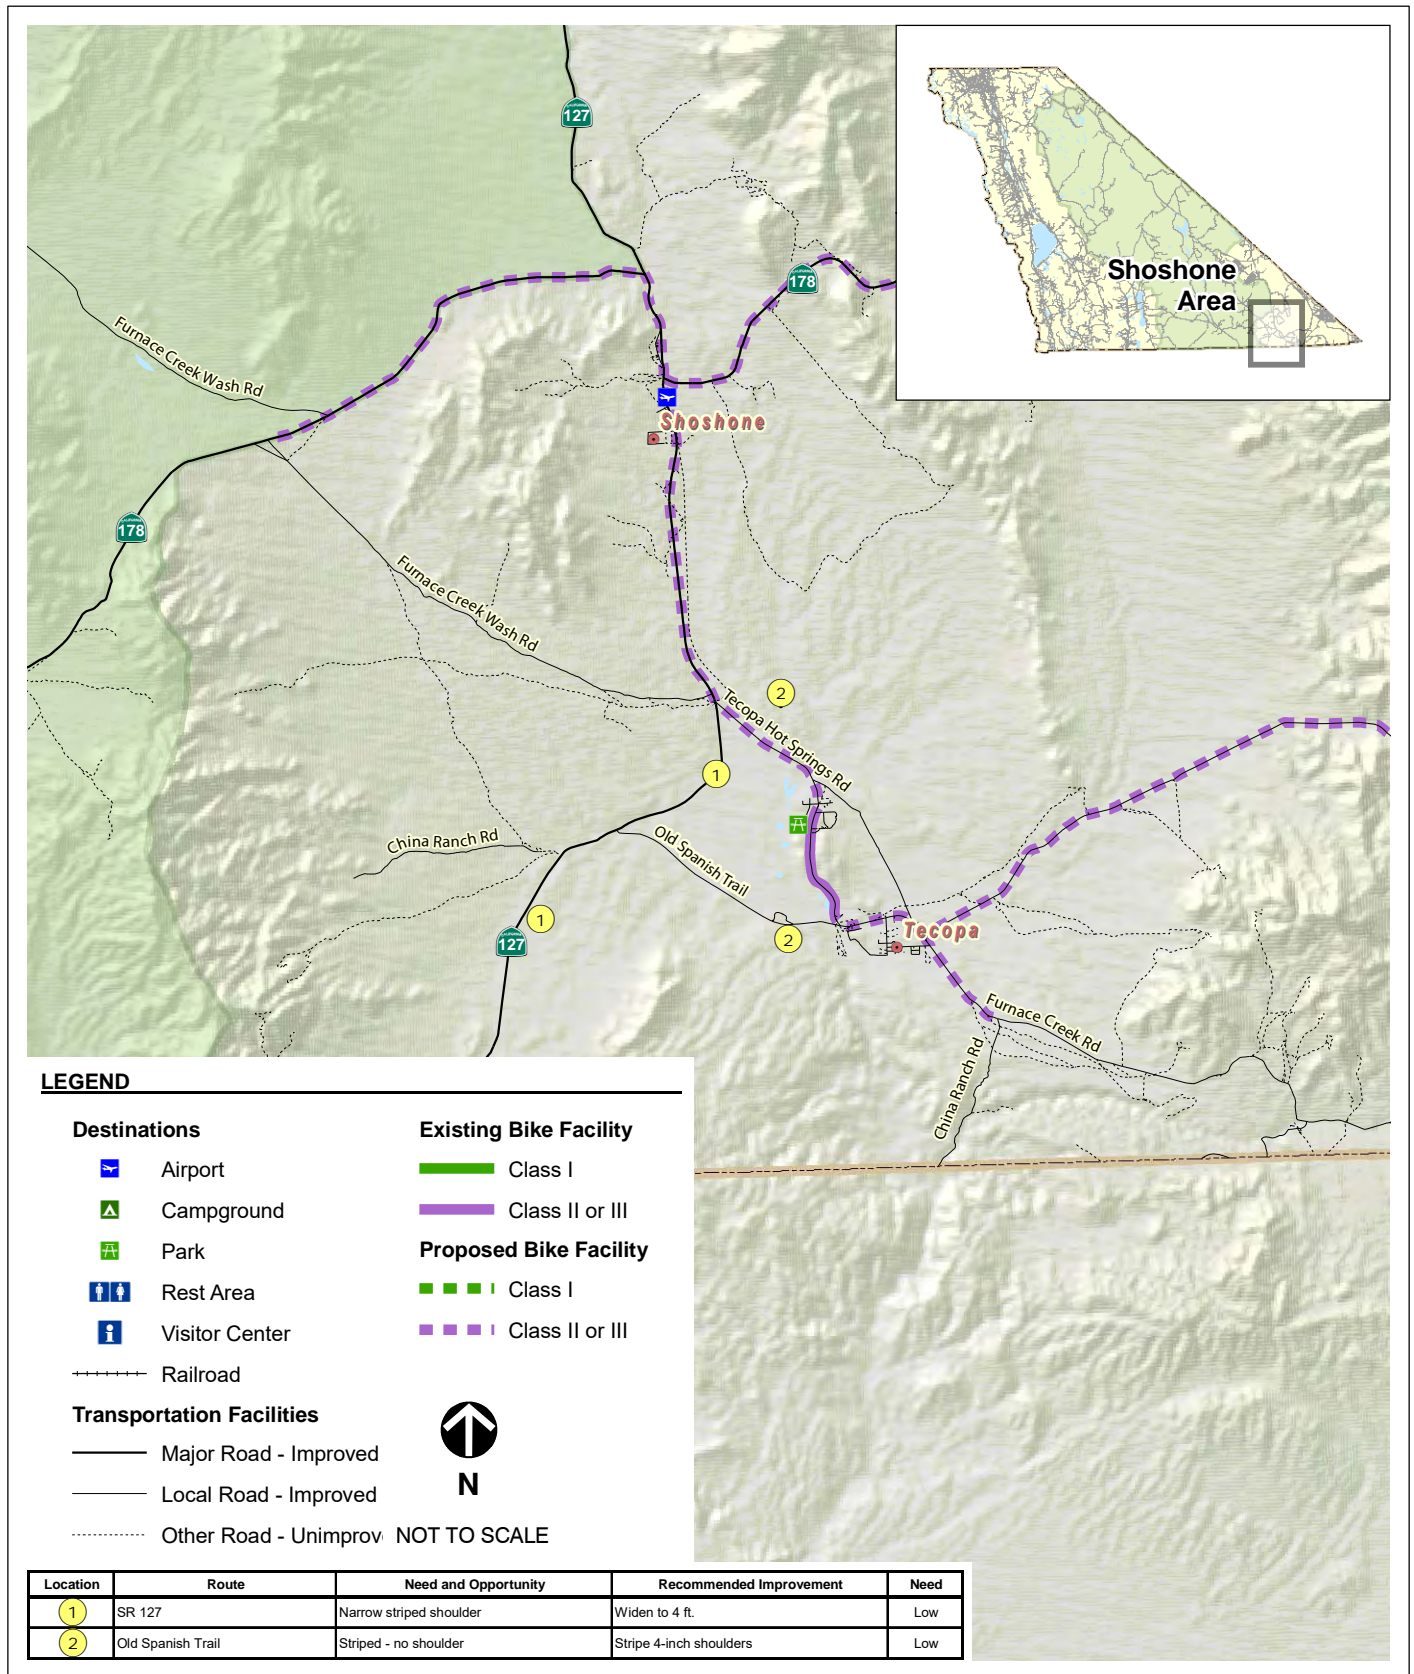 CALIFORNIA
127
Shoshone
Area
CALIFORNIA
178
Furnace Creek Wash Rd
Shoshone
CALIFORNIA
178
Furnace Creek Wash Rd
2
Tecopa Hot Springs Rd
1
China Ranch Rd
Old Spanish Trail
1
CALIFORNIA
127
2
Tecopa
Furnace Creek Rd
China Ranch Rd
LEGEND
Destinations
Airport
Campground
Park
Rest Area
Visitor Center
Railroad
Transportation Facilities
Major Road - Improved
Local Road - Improved
Other Road - Unimprov
Existing Bike Facility
Class I
Class II or III
Proposed Bike Facility
Class I
Class II or III
N
NOT TO SCALE
Location Route Need and Opportunity Recommended Improvement Need
1 SR 127 Narrow striped shoulder Widen to 4 ft. Low
2 Old Spanish Trail Striped - no shoulder Stripe 4-inch shoulders Low